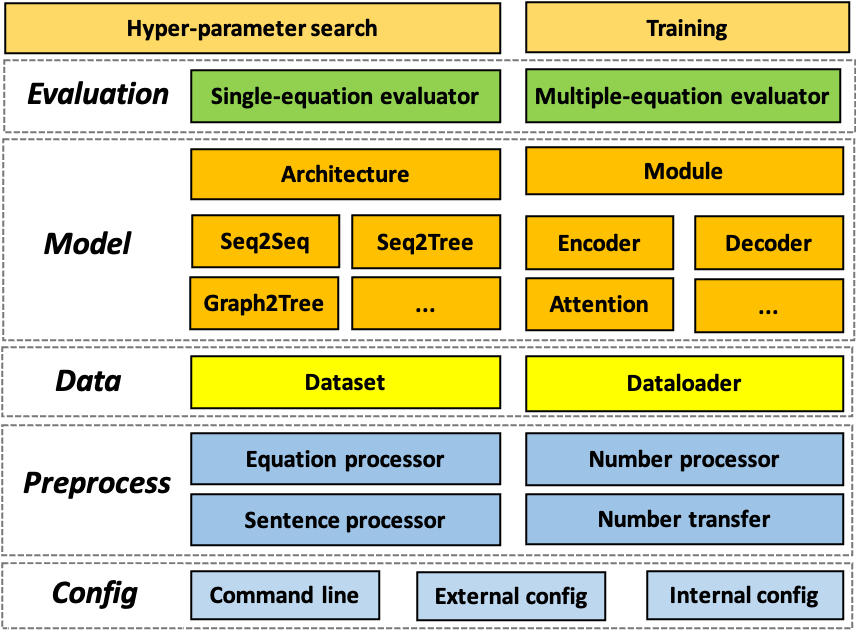 Hyper-parameter search
Training
Evaluation
Single-equation evaluator
Multiple-equation evaluator
Model
Architecture
Module
Seq2Seq
Seq2Tree
Encoder
Decoder
Graph2Tree
...
Attention
...
Data
Dataset
Dataloader
Preprocess
Equation processor
Number processor
Sentence processor
Number transfer
Config
Command line
External config
Internal config